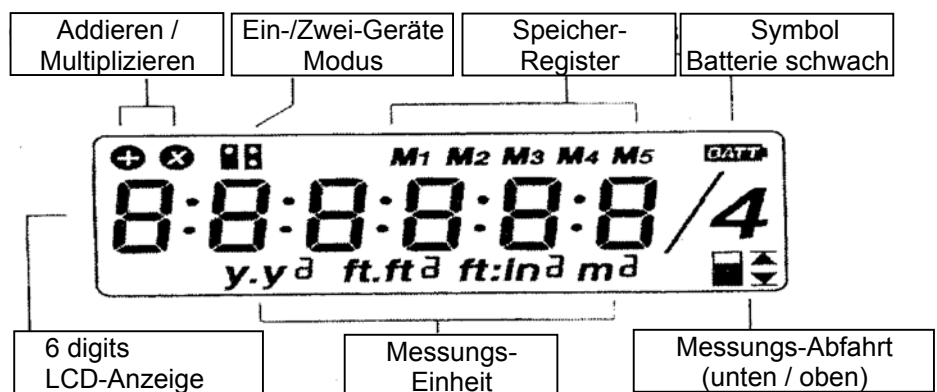 Addieren /
Multiplizieren
Ein-/Zwei-Geräte
Modus
Speicher-
Register
Symbol
Batterie schwach
M1 M2 M3 M4 M5
BATT
8:8:8:8:8:8/4
y.y a ft.ft a ft:in a m a
6 digits
LCD-Anzeige
Messungs-
Einheit
Messungs-Abfahrt
(unten / oben)